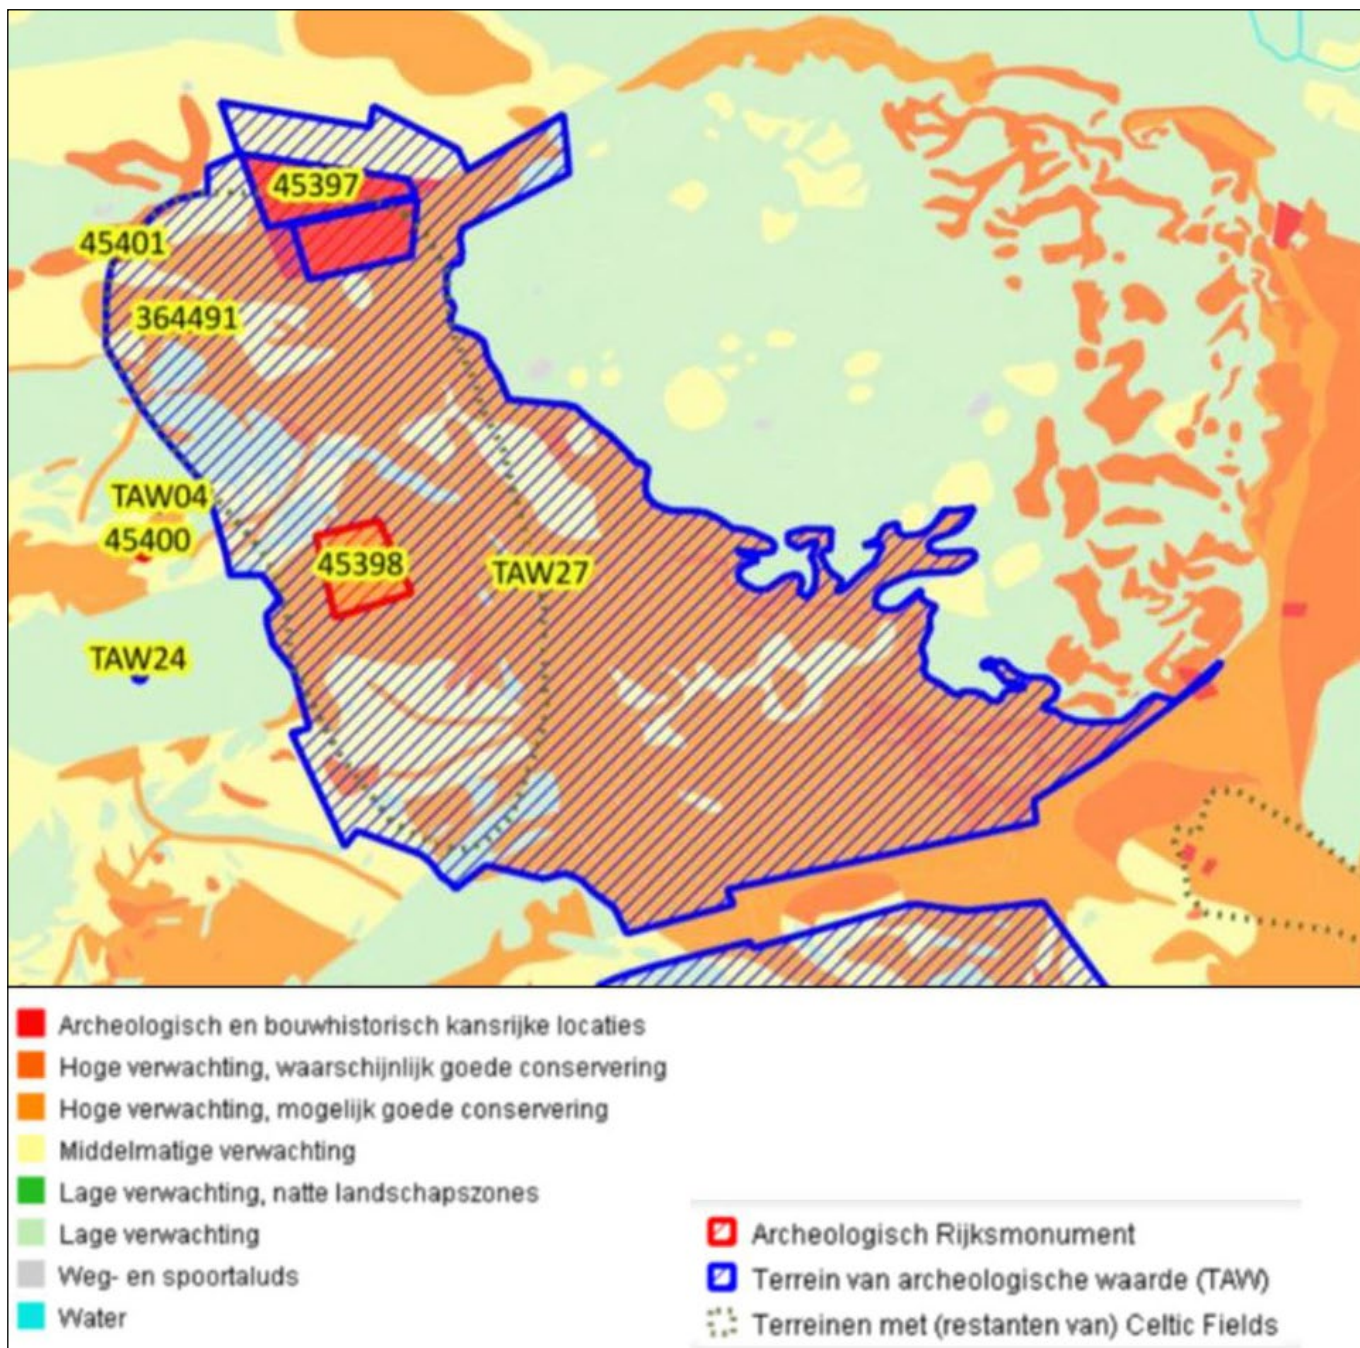 45397
45401
364491
TAW04
45400
45398
TAW27
TAW24
Archeologisch en bouwhistorisch kansrijke locaties
Hoge verwachting, waarschijnlijk goede conservering
Hoge verwachting, mogelijk goede conservering
Middelmatige verwachting
Lage verwachting, natte landschapszones
Lage verwachting
Weg- en spoortaluds
Water
Archeologisch Rijksmonument
Terrein van archeologische waarde (TAW)
Terreinen met (restanten van) Celtic Fields